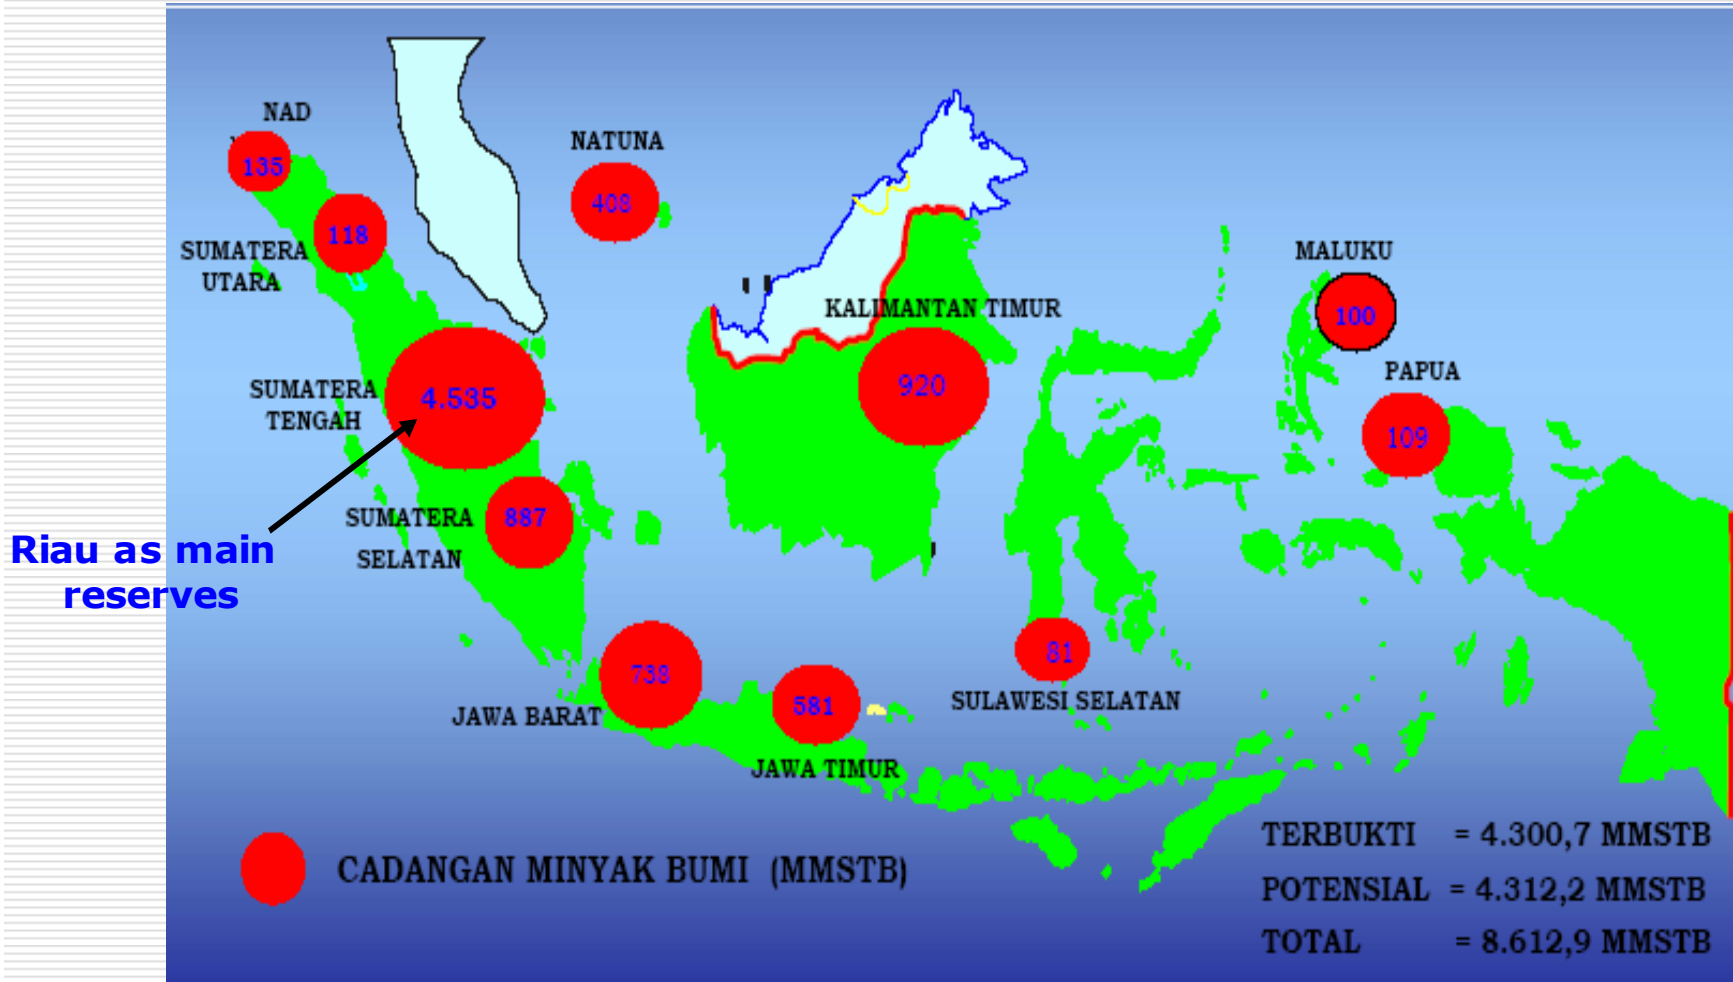 NAD
135
NATUNA
408
118
SUMATERA
UTARA
MALUKU
100
KALIMANTAN TIMUR
920
PAPUA
109
SUMATERA
TENGAH
4.535
SUMATERA
SELATAN
887
Riau as main
reserves
738
JAWA BARAT
581
JAWA TIMUR
81
SULAWESI SELATAN
CADANGAN MINYAK BUMI (MMSTB)
TERBUKTI = 4.300,7 MMSTB
POTENSIAL = 4.312,2 MMSTB
TOTAL = 8.612,9 MMSTB